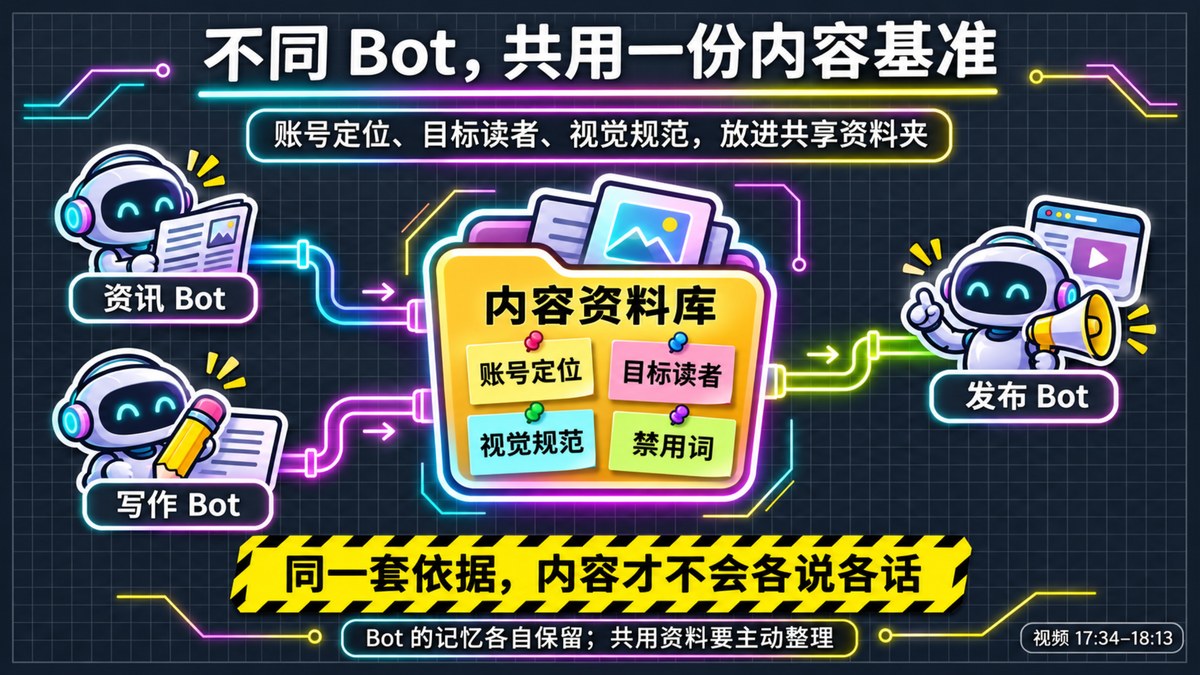 不同 Bot，共用一份内容基准
账号定位、目标读者、视觉规范，放进共享资料夹
资讯 Bot
写作 Bot
内容资料库
账号定位
目标读者
视觉规范
禁用词
发布 Bot
同一套依据，内容才不会各说各话
Bot 的记忆各自保留；共用资料要主动整理
视频 17:34–18:13